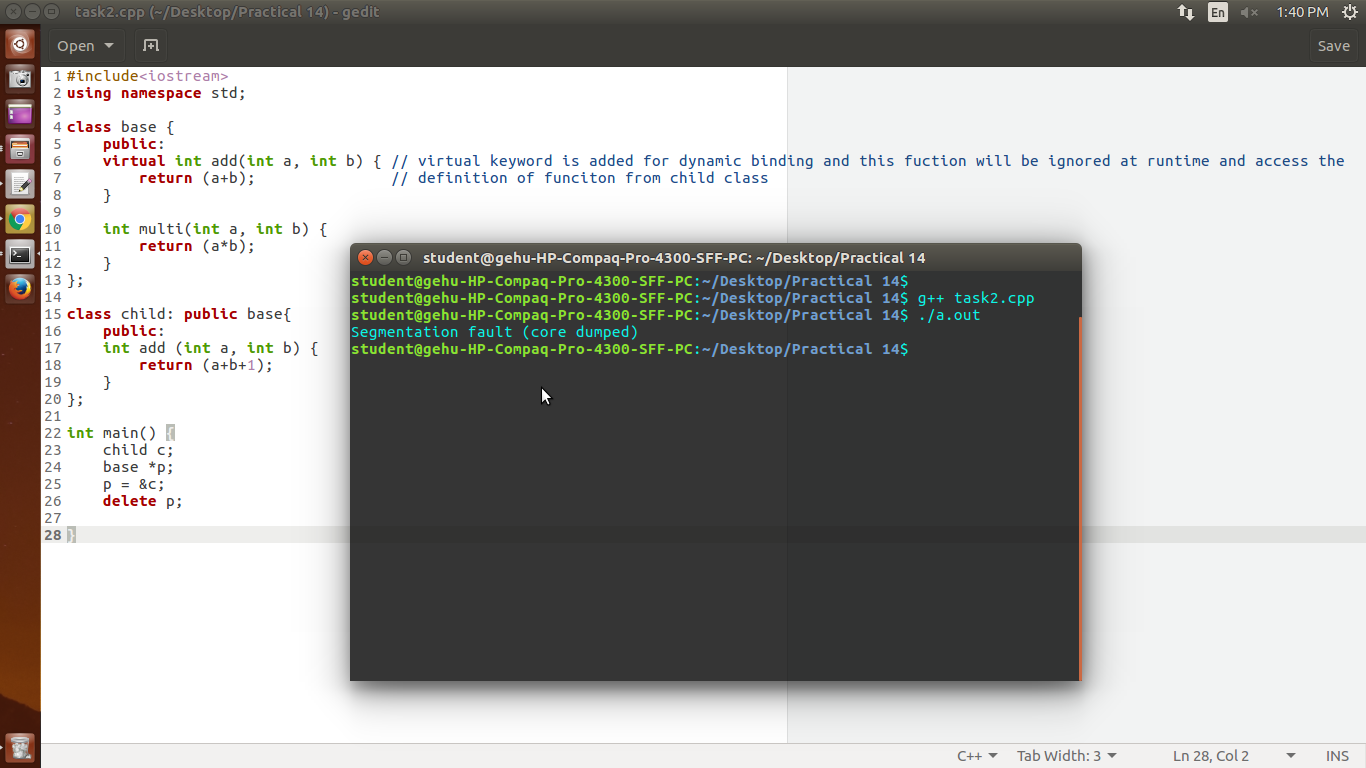 task2.cpp (~/Desktop/Practical 14) - gedit
En
1:40 PM
Open
Save
1 #include<iostream>
2 using namespace std;
3
4 class base {
5 public:
6 virtual int add(int a, int b) { // virtual keyword is added for dynamic binding and this fuction will be ignored at runtime and access the
7 return (a+b); // definition of funciton from child class
8 }
9
10 int multi(int a, int b) {
11 return (a*b);
12 }
13 };
14
15 class child: public base{
16 public:
17 int add (int a, int b) {
18 return (a+b+1);
19 }
20 };
21
22 int main() {
23 child c;
24 base *p;
25 p = &c;
26 delete p;
27
28 }
student@gehu-HP-Compaq-Pro-4300-SFF-PC: ~/Desktop/Practical 14
student@gehu-HP-Compaq-Pro-4300-SFF-PC:~/Desktop/Practical 14$
student@gehu-HP-Compaq-Pro-4300-SFF-PC:~/Desktop/Practical 14$ g++ task2.cpp
student@gehu-HP-Compaq-Pro-4300-SFF-PC:~/Desktop/Practical 14$ ./a.out
Segmentation fault (core dumped)
student@gehu-HP-Compaq-Pro-4300-SFF-PC:~/Desktop/Practical 14$
C++
Tab Width: 3
Ln 28, Col 2
INS